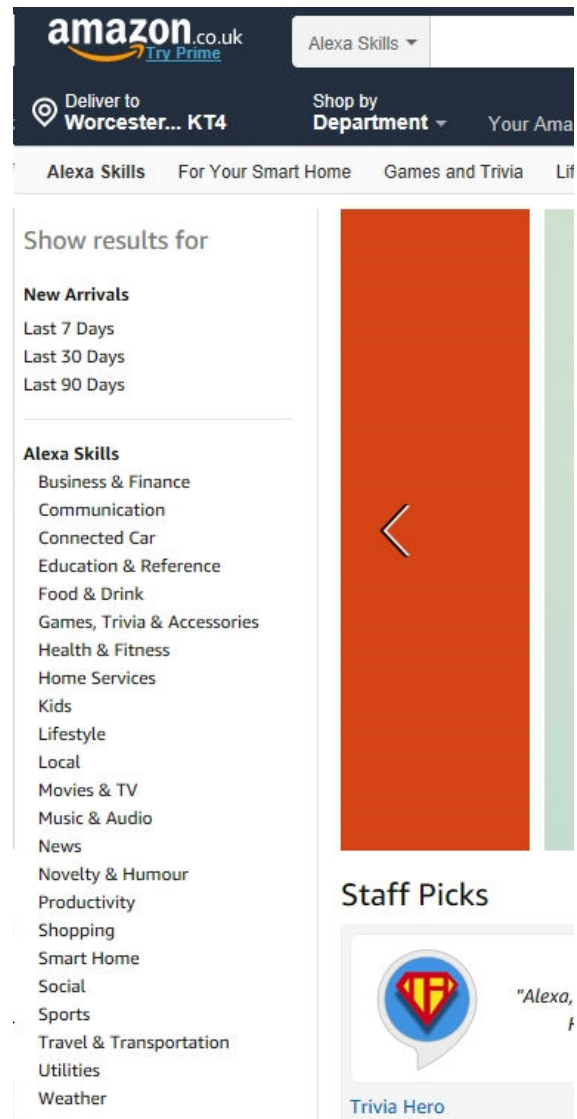 amazon.co.uk
Try Prime
Alexa Skills
Deliver to
Worcester... KT4
Shop by
Department
Your Ama
Alexa Skills For Your Smart Home Games and Trivia Lif
Show results for
New Arrivals
Last 7 Days
Last 30 Days
Last 90 Days
Alexa Skills
Business & Finance
Communication
Connected Car
Education & Reference
Food & Drink
Games, Trivia & Accessories
Health & Fitness
Home Services
Kids
Lifestyle
Local
Movies & TV
Music & Audio
News
Novelty & Humour
Productivity
Shopping
Smart Home
Social
Sports
Travel & Transportation
Utilities
Weather
Staff Picks
"Alexa,
H
Trivia Hero